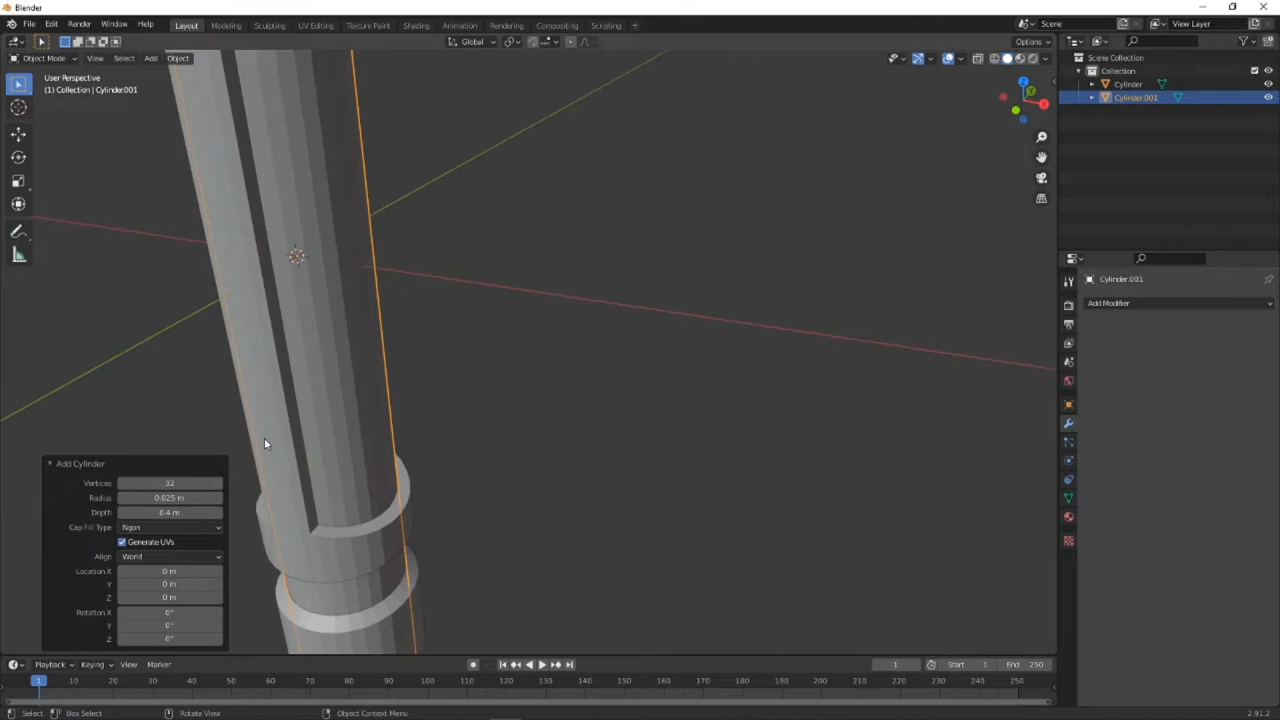 Blender
File Edit Render Window Help
Layout Modeling Sculpting UV Editing Texture Paint Shading Animation Rendering Compositing Scripting +
Scene
View Layer
Global
Options
Object Mode View Select Add Object
Scene Collection
Collection
Cylinder
Cylinder.001
User Perspective
(1) Collection | Cylinder.001
Z
Y
X
Cylinder.001
Add Modifier
Add Cylinder
Vertices 32
Radius 0.025 m
Depth 0.4 m
Cap Fill Type Ngon
Generate UVs
Align World
Location X 0 m
Y 0 m
Z 0 m
Rotation X 0°
Y 0°
Z 0°
Playback Keying View Marker
1 Start 1 End 250
1 10 20 30 40 50 60 70 80 90 100 110 120 130 140 150 160 170 180 190 200 210 220 230 240 250
Select Box Select Rotate View Object Context Menu 2.91.2